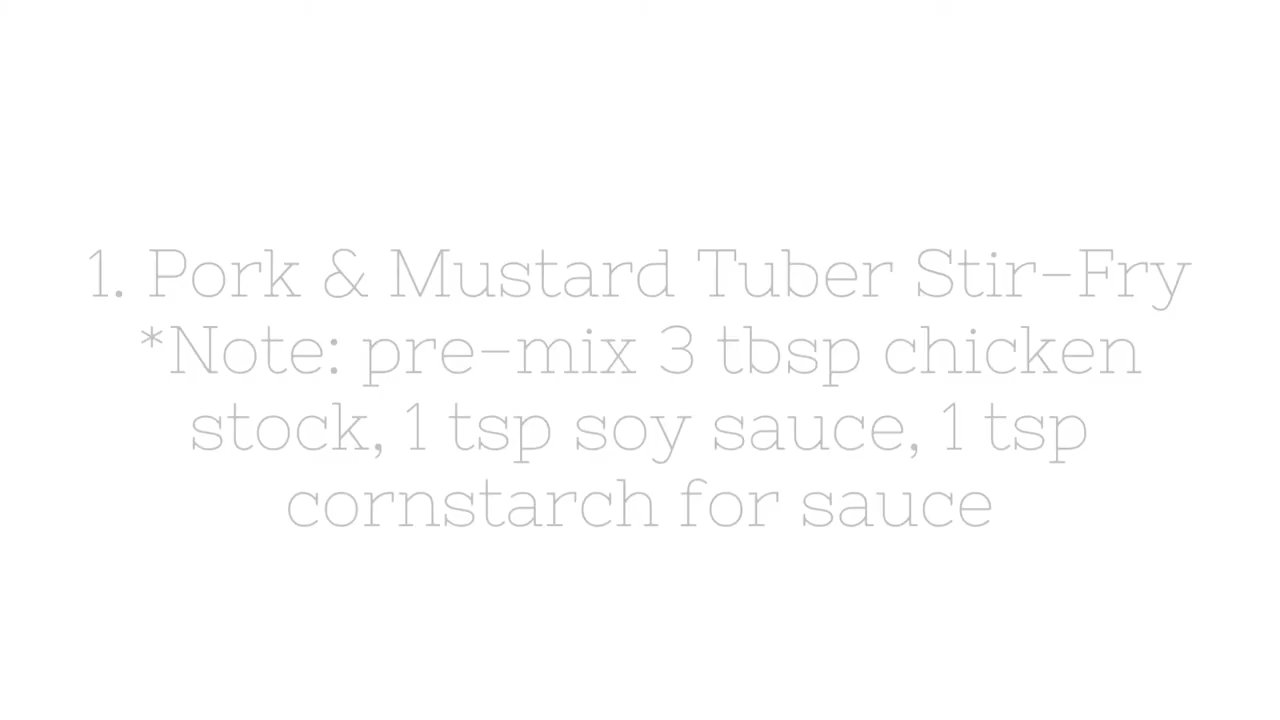 1. Pork & Mustard Tuber Stir-Fry
*Note: pre-mix 3 tbsp chicken
stock, 1 tsp soy sauce, 1 tsp
cornstarch for sauce